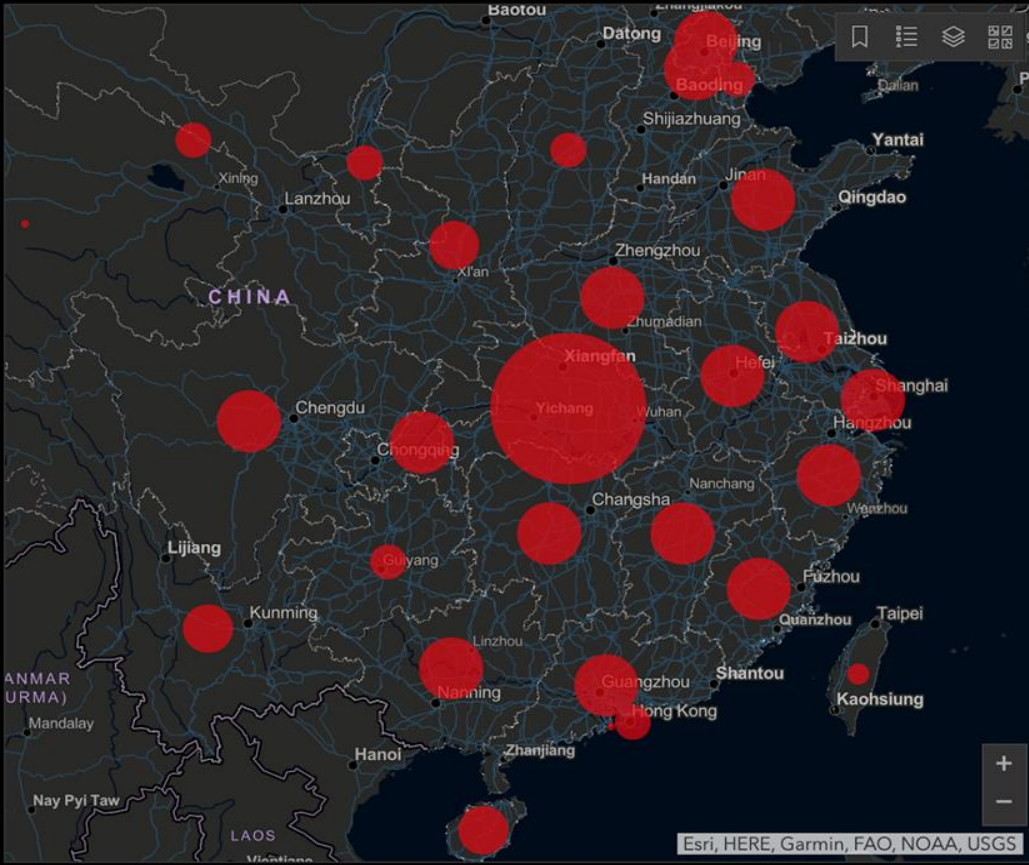 Baotou
Zhangjiakou
Datong
Beijing
Baoding
Dalian
Shijiazhuang
Yantai
Xining
Handan
Jinan
Lanzhou
Qingdao
Zhengzhou
XI'an
CHINA
Zhumadian
Taizhou
Xiangfan
Hefei
Shanghai
Chengdu
Yichang
Wuhan
Hangzhou
Chongqing
Nanchang
Changsha
Wenzhou
Lijiang
Guiyang
Fuzhou
Kunming
Quanzhou
Taipei
Linzhou
ANMAR
URMA)
Nanning
Guangzhou
Shantou
Kaohsiung
Hong Kong
Mandalay
Hanoi
Zhanjiang
+
Nay Pyi Taw
−
LAOS
Esri, HERE, Garmin, FAO, NOAA, USGS
Vientiane